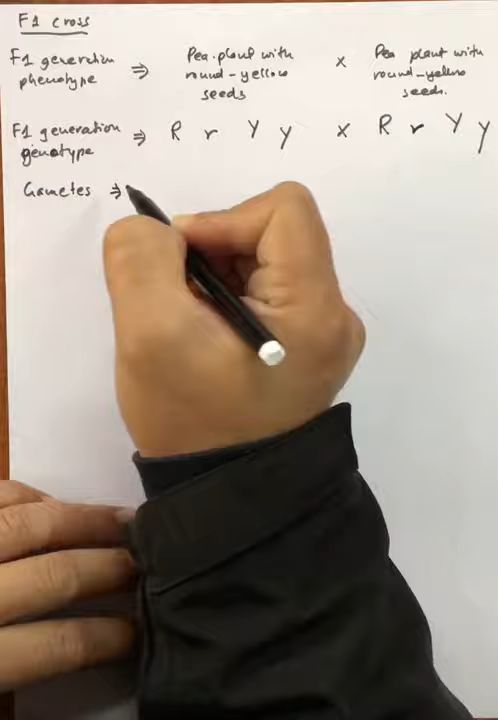 F1 cross
F1 generation phenotype ⇒ Pea plant with round-yellow seeds x Pea plant with round-yellow seeds.
F1 generation genotype ⇒ R r Y y x R r Y y
Gametes ⇒